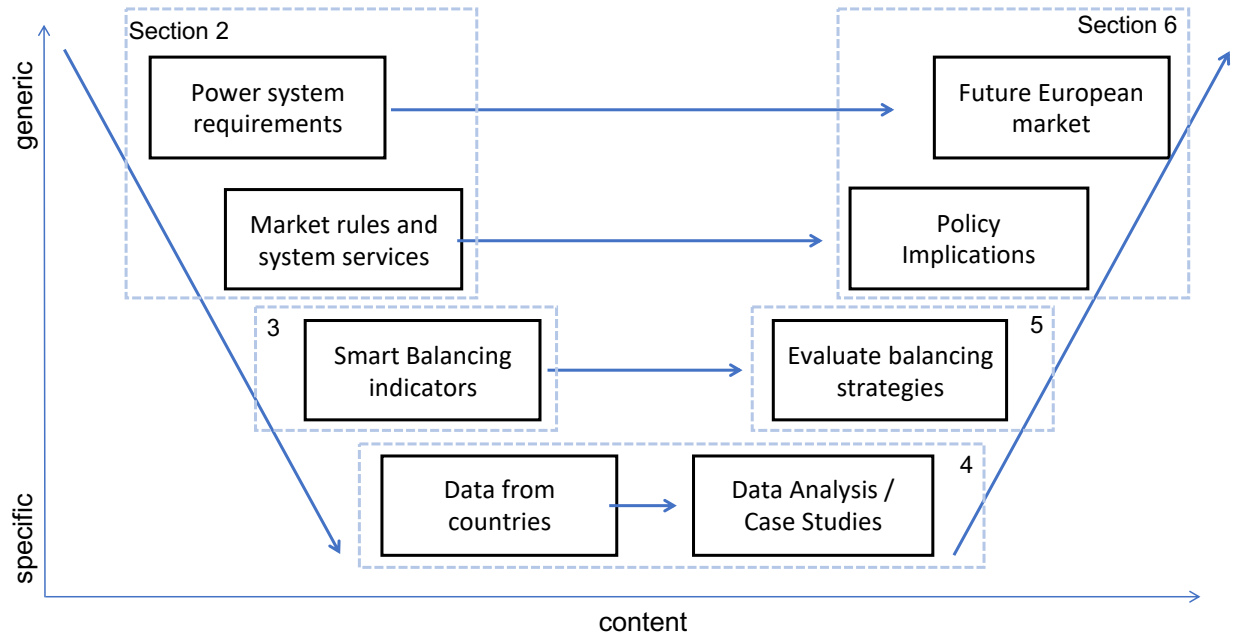 Section 2
Section 6
generic
Power system
requirements
Future European
market
Market rules and
system services
Policy
Implications
3
Smart Balancing
indicators
5
Evaluate balancing
strategies
4
Data from
countries
Data Analysis /
Case Studies
specific
content